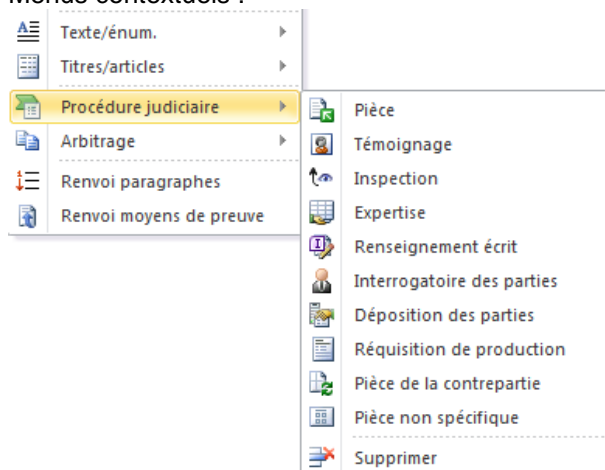 Menus contextuels :
Texte/énum.
Titres/articles
Procédure judiciaire
Arbitrage
Renvoi paragraphes
Renvoi moyens de preuve
Pièce
Témoignage
Inspection
Expertise
Renseignement écrit
Interrogatoire des parties
Déposition des parties
Réquisition de production
Pièce de la contrepartie
Pièce non spécifique
Supprimer